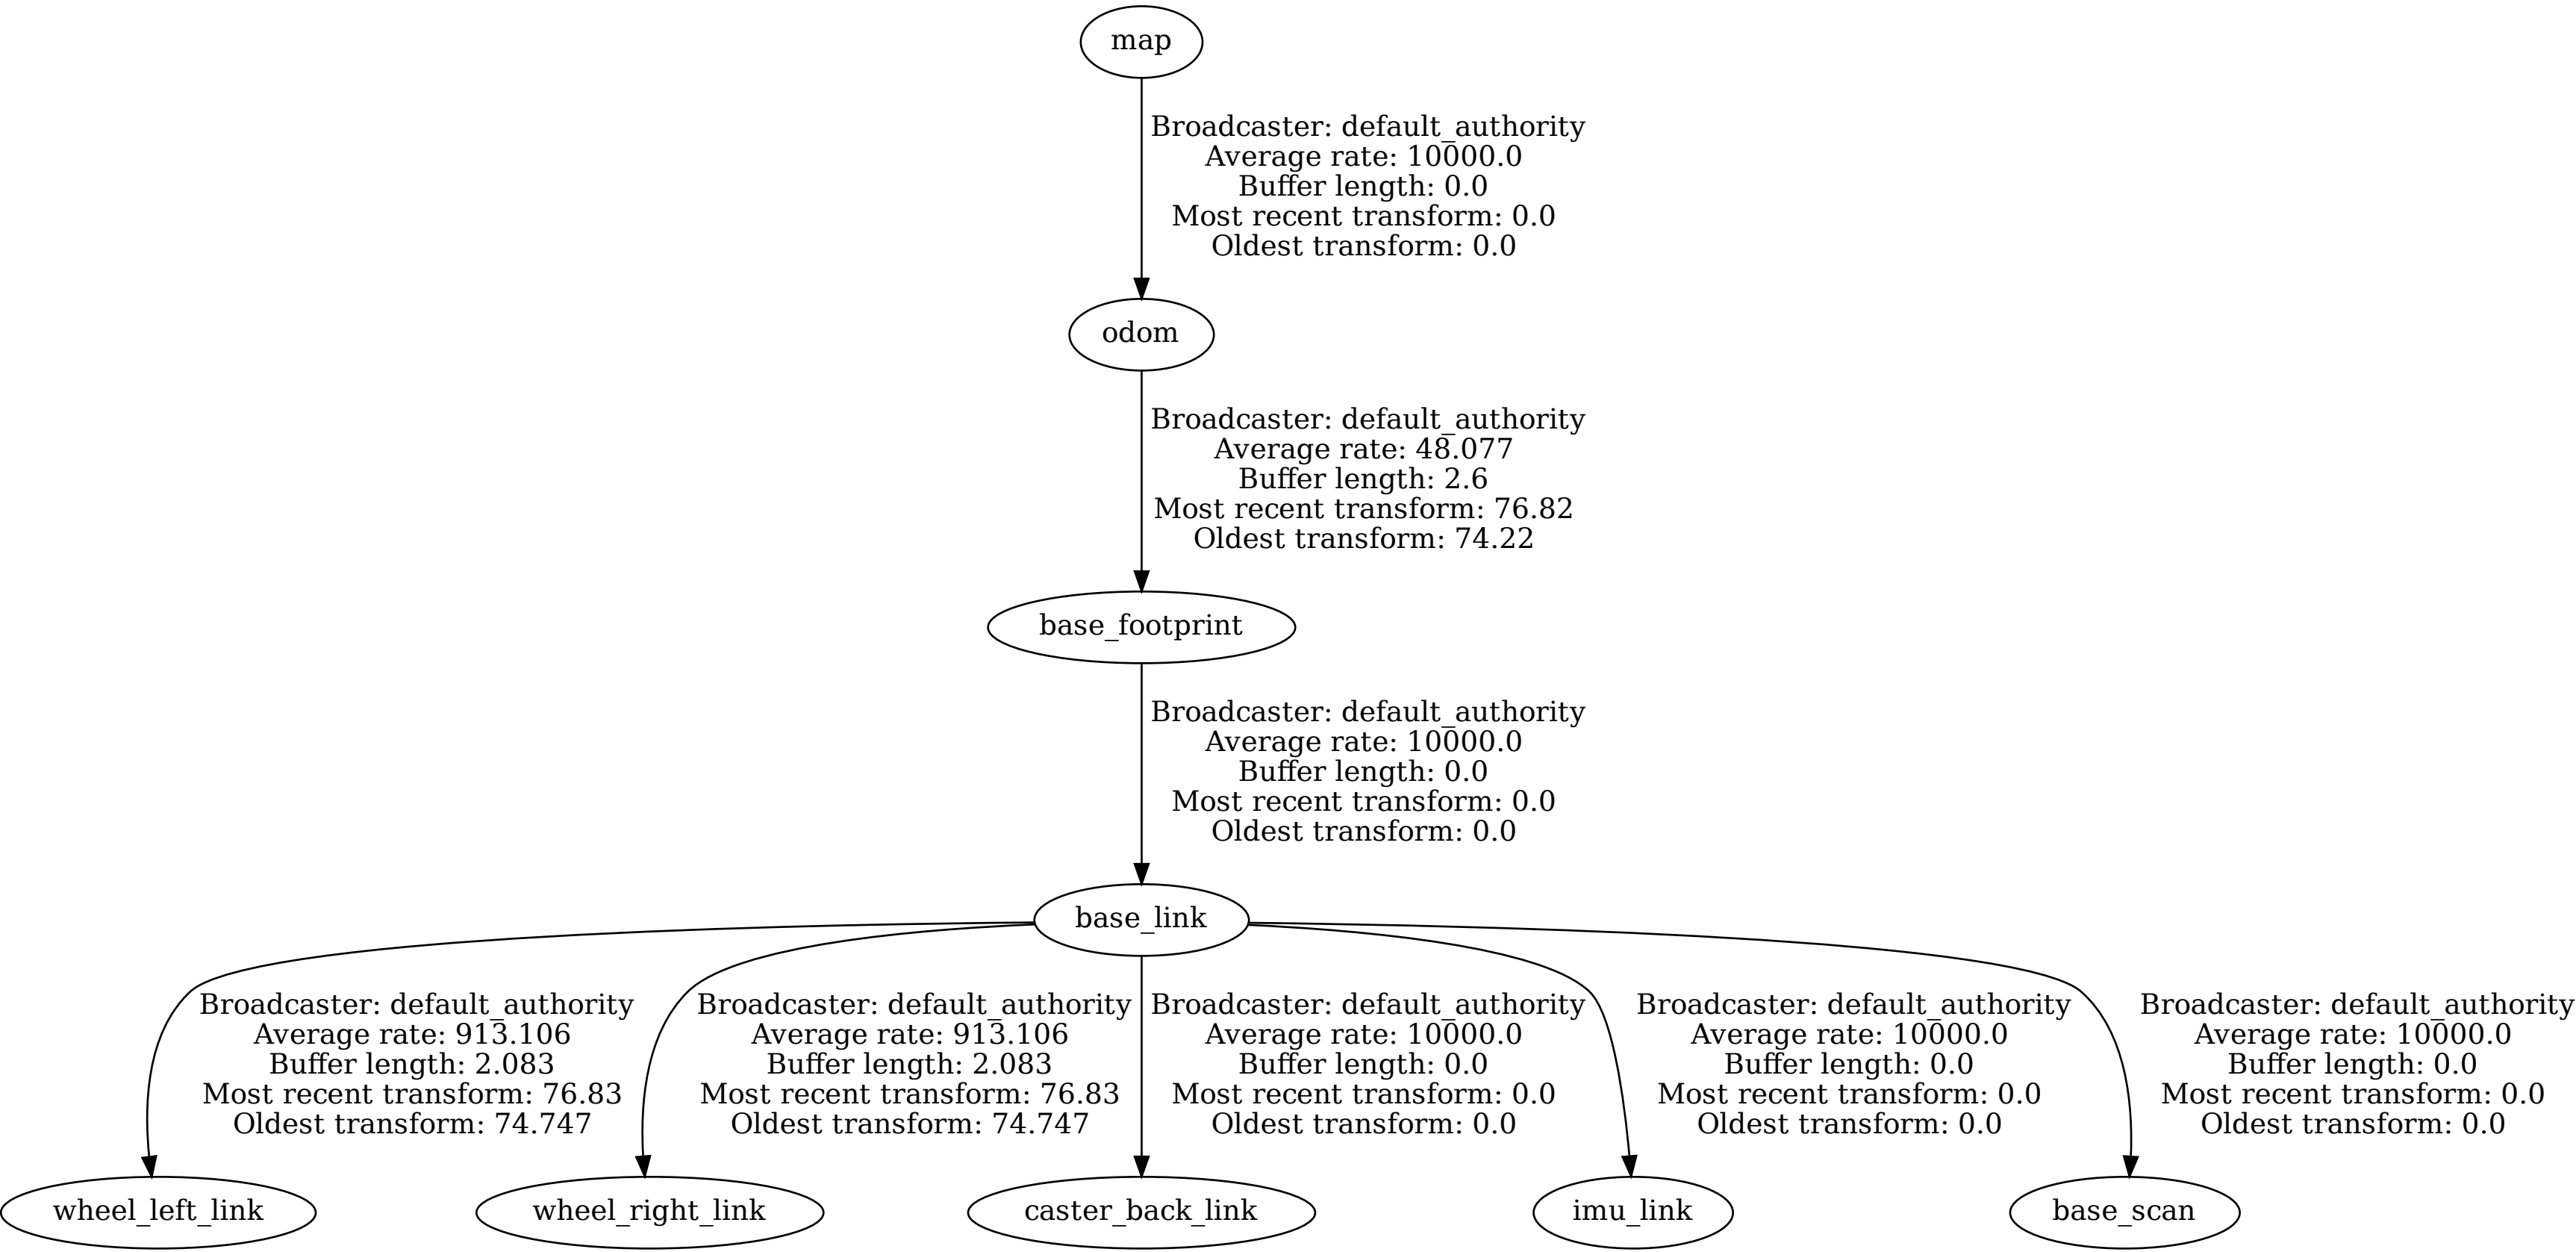 map
Broadcaster: default_authority
Average rate: 10000.0
Buffer length: 0.0
Most recent transform: 0.0
Oldest transform: 0.0
odom
Broadcaster: default_authority
Average rate: 48.077
Buffer length: 2.6
Most recent transform: 76.82
Oldest transform: 74.22
base_footprint
Broadcaster: default_authority
Average rate: 10000.0
Buffer length: 0.0
Most recent transform: 0.0
Oldest transform: 0.0
base_link
Broadcaster: default_authority
Average rate: 913.106
Buffer length: 2.083
Most recent transform: 76.83
Oldest transform: 74.747
Broadcaster: default_authority
Average rate: 913.106
Buffer length: 2.083
Most recent transform: 76.83
Oldest transform: 74.747
Broadcaster: default_authority
Average rate: 10000.0
Buffer length: 0.0
Most recent transform: 0.0
Oldest transform: 0.0
Broadcaster: default_authority
Average rate: 10000.0
Buffer length: 0.0
Most recent transform: 0.0
Oldest transform: 0.0
Broadcaster: default_authority
Average rate: 10000.0
Buffer length: 0.0
Most recent transform: 0.0
Oldest transform: 0.0
wheel_left_link
wheel_right_link
caster_back_link
imu_link
base_scan